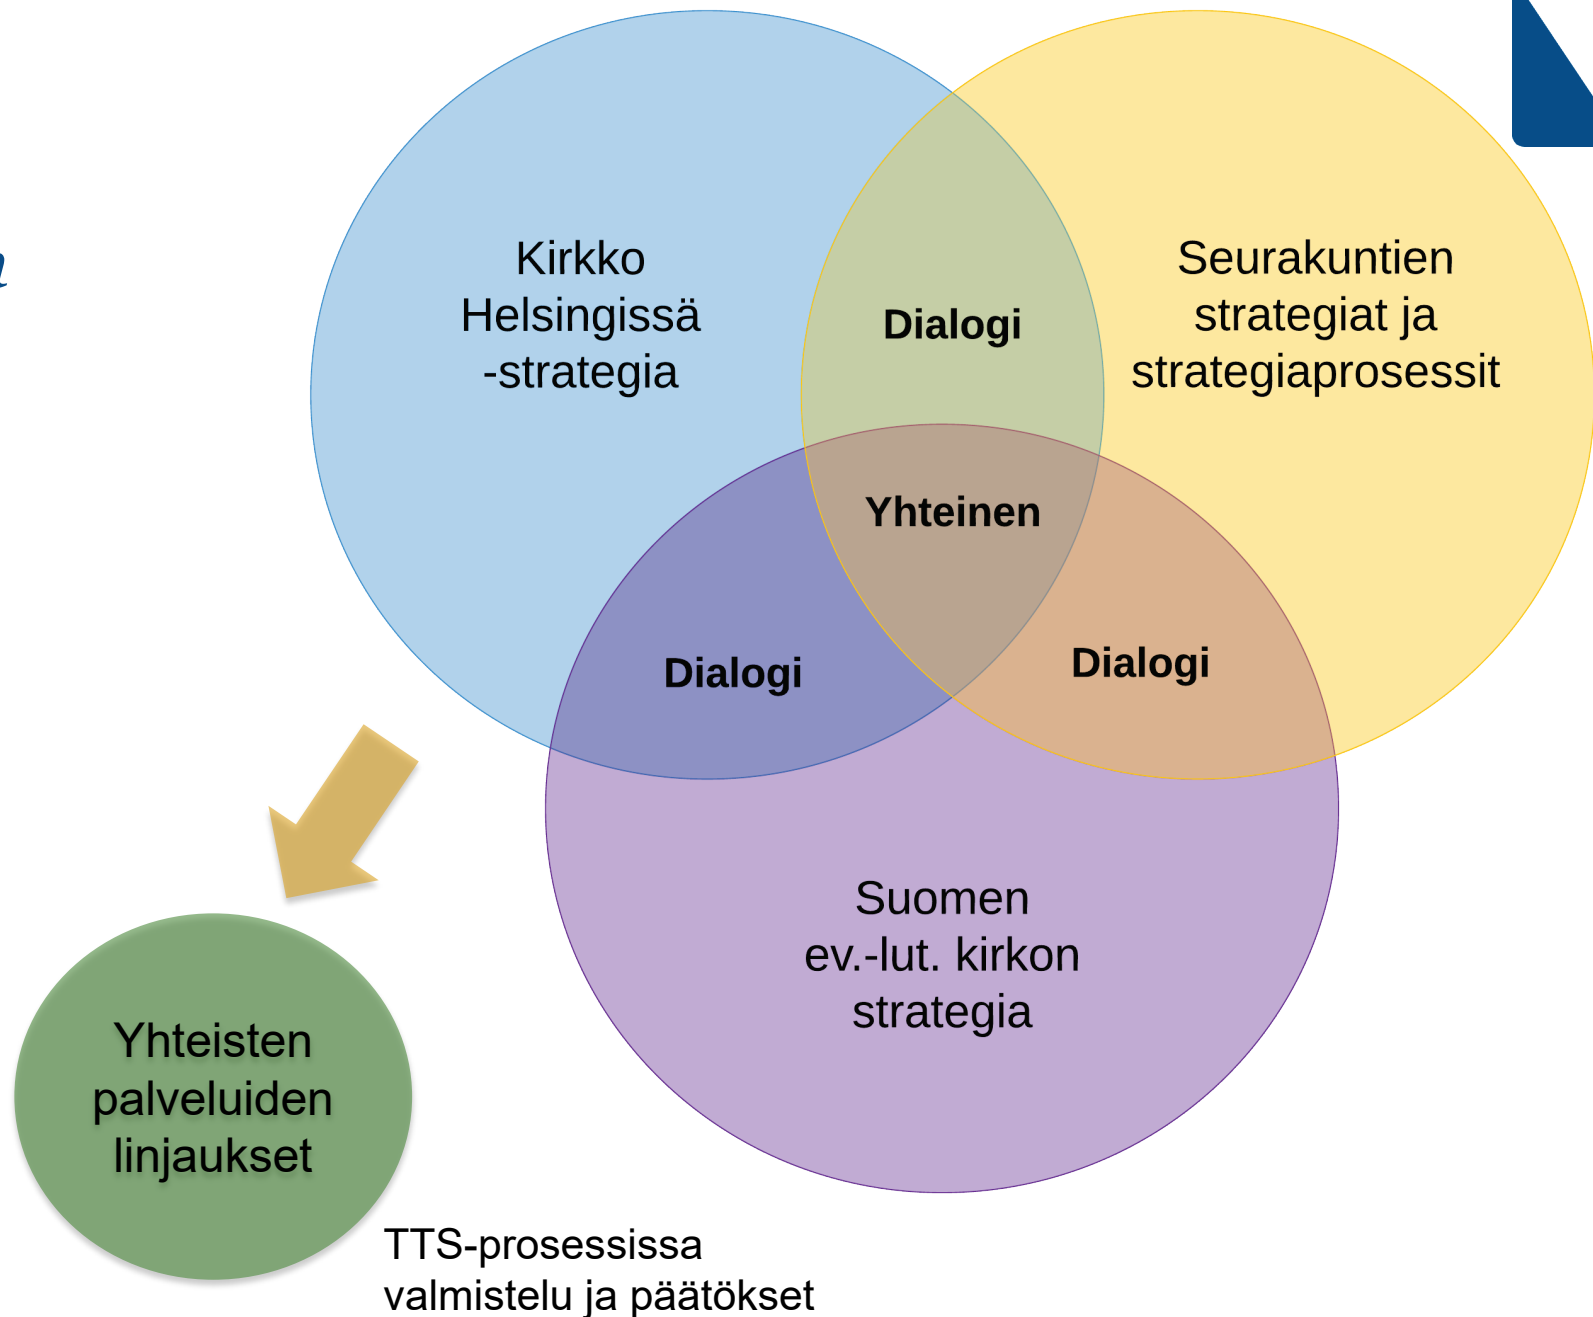 Kirkko
Helsingissä
-strategia
Seurakuntien
strategiat ja
strategiaprosessit
Dialogi
Yhteinen
Dialogi
Dialogi
Suomen
ev.-lut. kirkon
strategia
Yhteisten
palveluiden
linjaukset
TTS-prosessissa
valmistelu ja päätökset